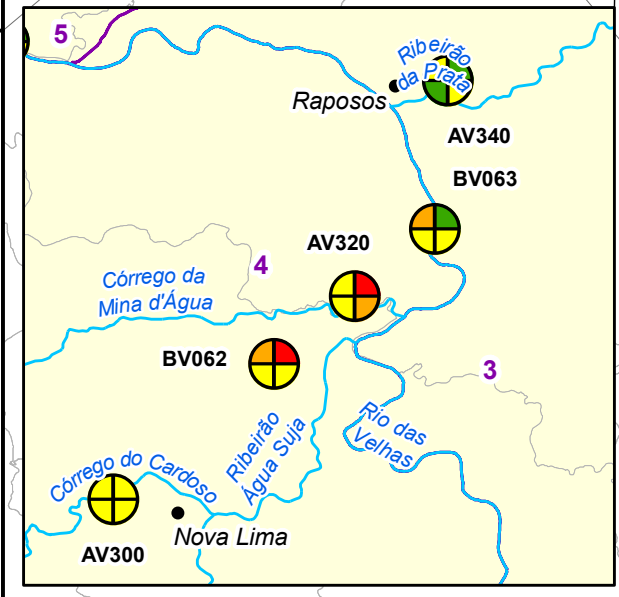 5
Ribeirão
da Prata
Raposos
AV340
BV063
AV320
4
Córrego da
Mina d'Água
BV062
3
Rio das
Velhas
Ribeirão
Água Suja
Córrego do Cardoso
Nova Lima
AV300